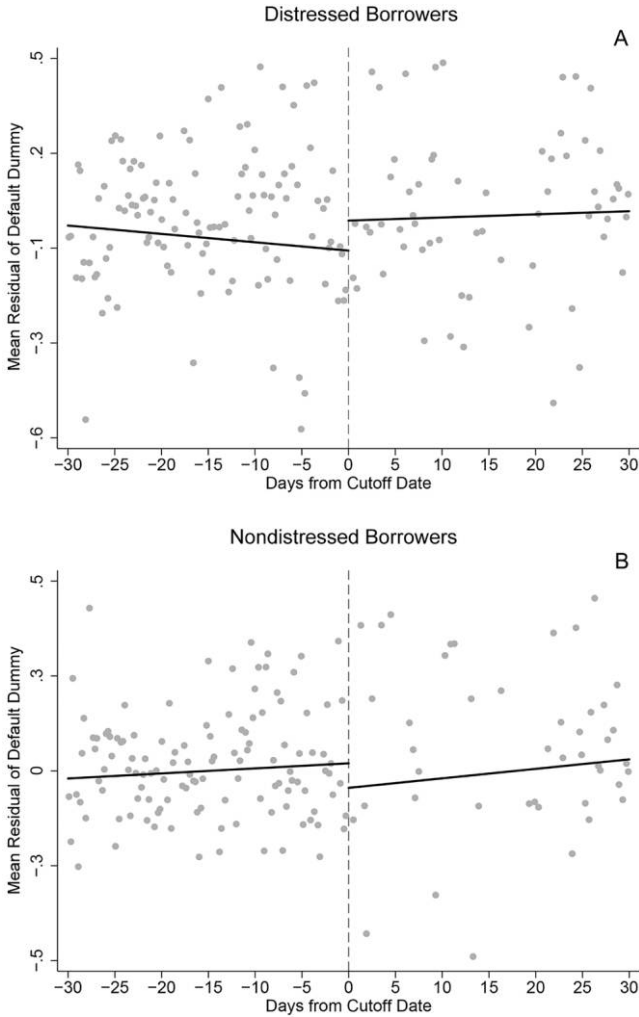 Distressed Borrowers
A
Mean Residual of Default Dummy
.5
.2
-.1
-.3
-.6
-30 -25 -20 -15 -10 -5 0 5 10 15 20 25 30
Days from Cutoff Date
Nondistressed Borrowers
B
Mean Residual of Default Dummy
.5
.3
0
-.3
-.5
-30 -25 -20 -15 -10 -5 0 5 10 15 20 25 30
Days from Cutoff Date